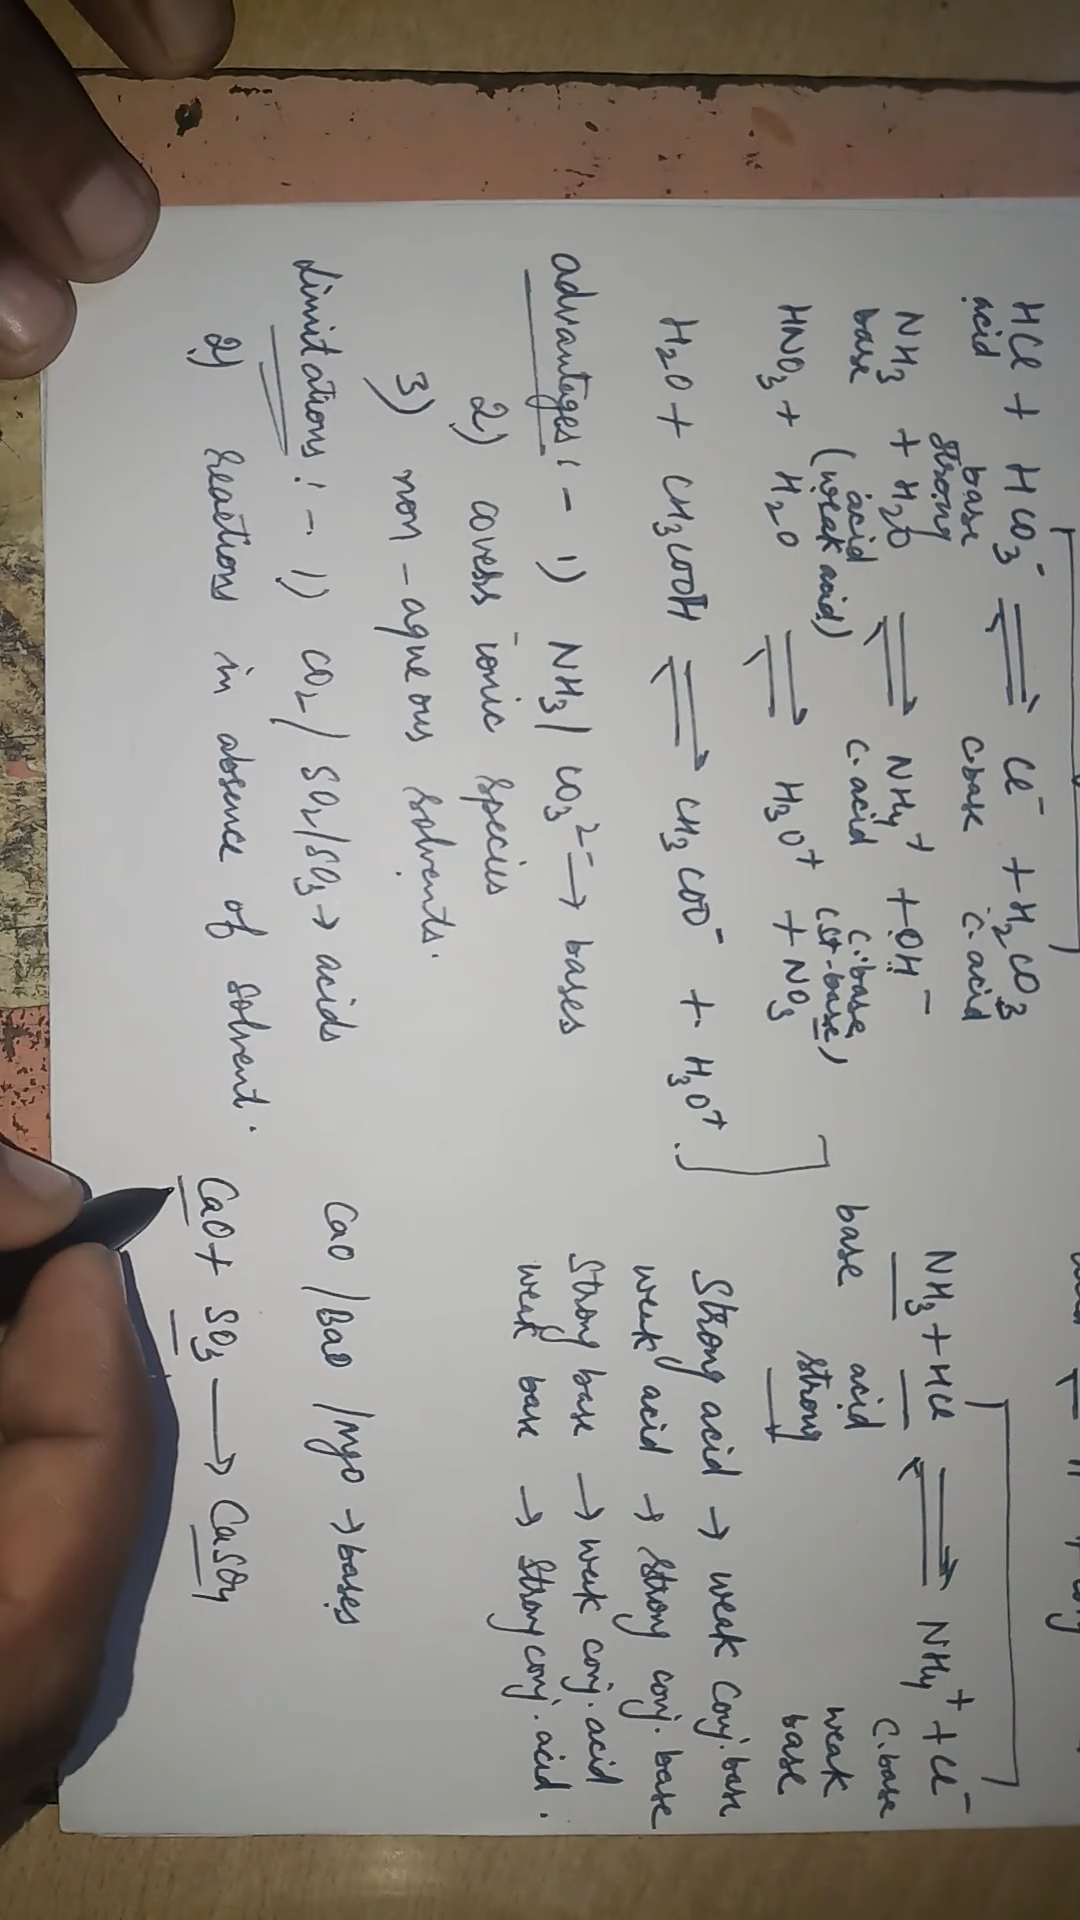 HCl + HCO3⁻ ⇌ Cl⁻ + H2CO3
acid base strong c.base c.acid
NH3 + H2O ⇌ NH4⁺ + OH⁻
base acid (weak acid) c.acid c.base (st.base)
HNO3 + H2O ⇌ H3O⁺ + NO3
H2O + CH3COOH ⇌ CH3COO⁻ + H3O⁺.
NH3 + HCl ⇌ NH4⁺ + Cl⁻
base acid strong c.base weak base
Strong acid → weak conj. base
weak acid → strong conj. base
Strong base → weak conj. acid
weak base → strong conj. acid.
advantages :- 1) NH3/ CO3²⁻ → bases
2) covers ionic species
3) non-aqueous solvents.
Limitations :- 1) CO2/ SO2/SO3 → acids CaO /BaO /MgO → bases
2) reactions in absence of solvent. CaO + SO3 → CaSO4